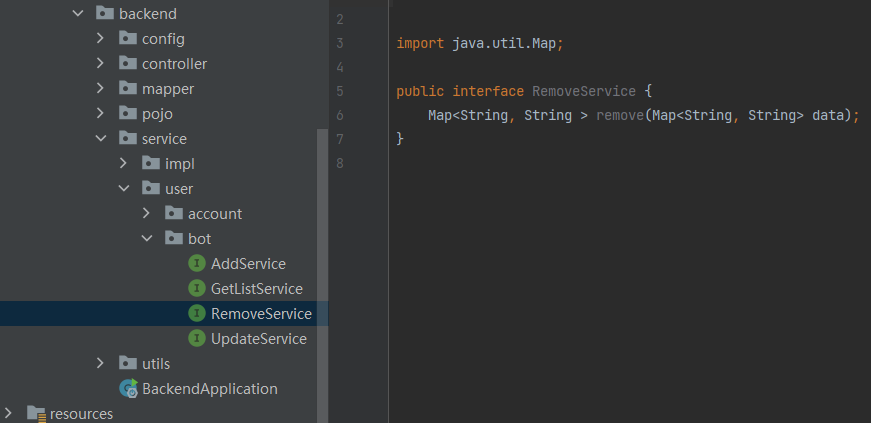 backend
config
controller
mapper
pojo
service
impl
user
account
bot
I AddService
I GetListService
I RemoveService
I UpdateService
utils
BackendApplication
resources
2
3 import java.util.Map;
4
5 public interface RemoveService {
6 Map<String, String > remove(Map<String, String> data);
7 }
8